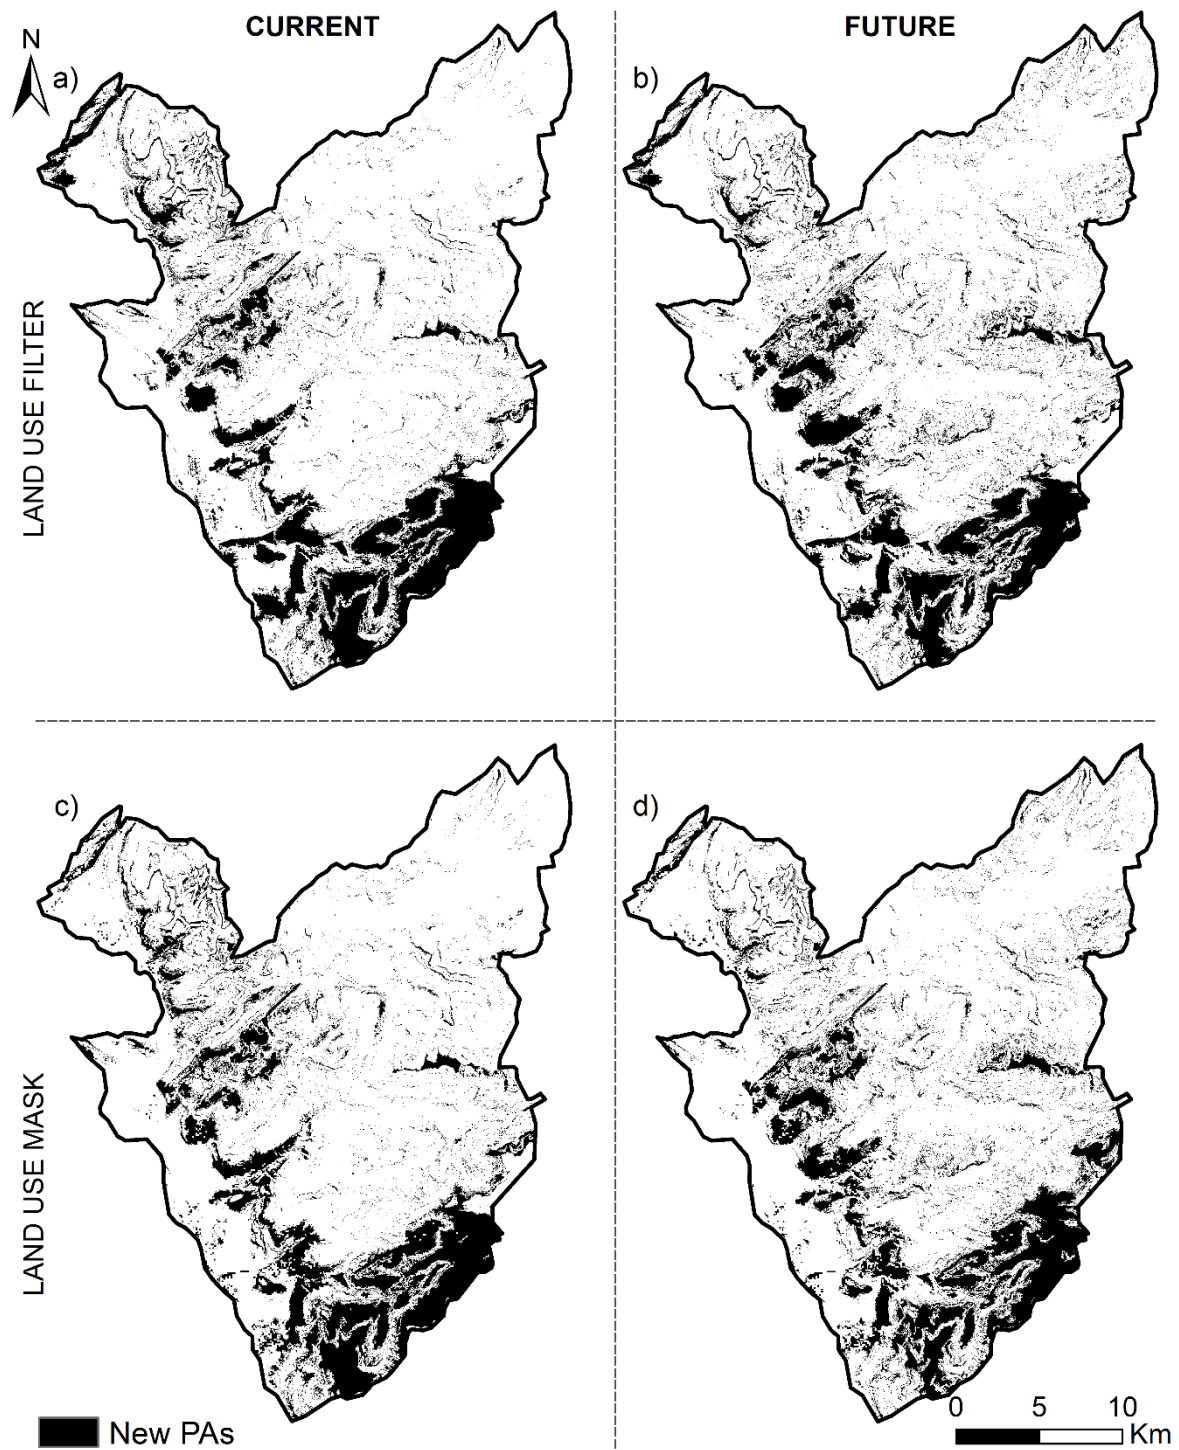 CURRENT
FUTURE
N
a)
b)
LAND USE FILTER
c)
d)
LAND USE MASK
New PAs
0 5 10
Km